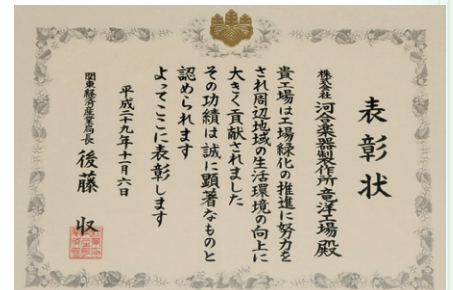 表彰状
株式会社 河合楽器製作所竜洋工場 殿
貴工場は工場緑化の推進に努力を
され周辺地域の生活環境の向上に
大きく貢献されました
その功績は誠に顕著なものと
認められます
よってここに表彰します
平成二十九年十一月六日
関東経済産業局長 後藤 収